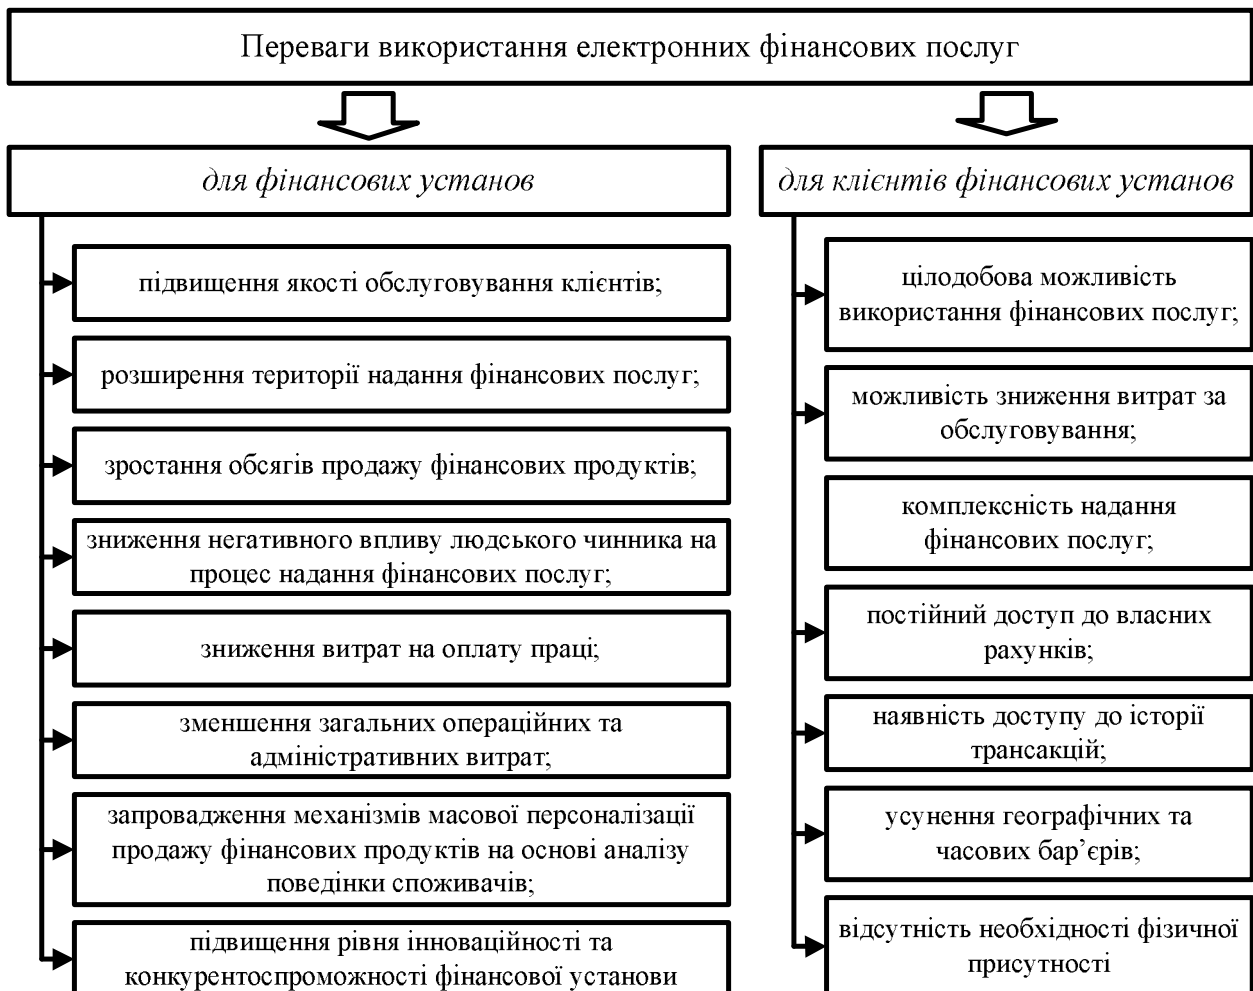 Переваги використання електронних фінансових послуг
для фінансових установ
підвищення якості обслуговування клієнтів;
розширення території надання фінансових послуг;
зростання обсягів продажу фінансових продуктів;
зниження негативного впливу людського чинника на
процес надання фінансових послуг;
зниження витрат на оплату праці;
зменшення загальних операційних та
адміністративних витрат;
запровадження механізмів масової персоналізації
продажу фінансових продуктів на основі аналізу
поведінки споживачів;
підвищення рівня інноваційності та
конкурентоспроможності фінансової установи
для клієнтів фінансових установ
цілодобова можливість
використання фінансових послуг;
можливість зниження витрат за
обслуговування;
комплексність надання
фінансових послуг;
постійний доступ до власних
рахунків;
наявність доступу до історії
трансакцій;
усунення географічних та
часових бар’єрів;
відсутність необхідності фізичної
присутності